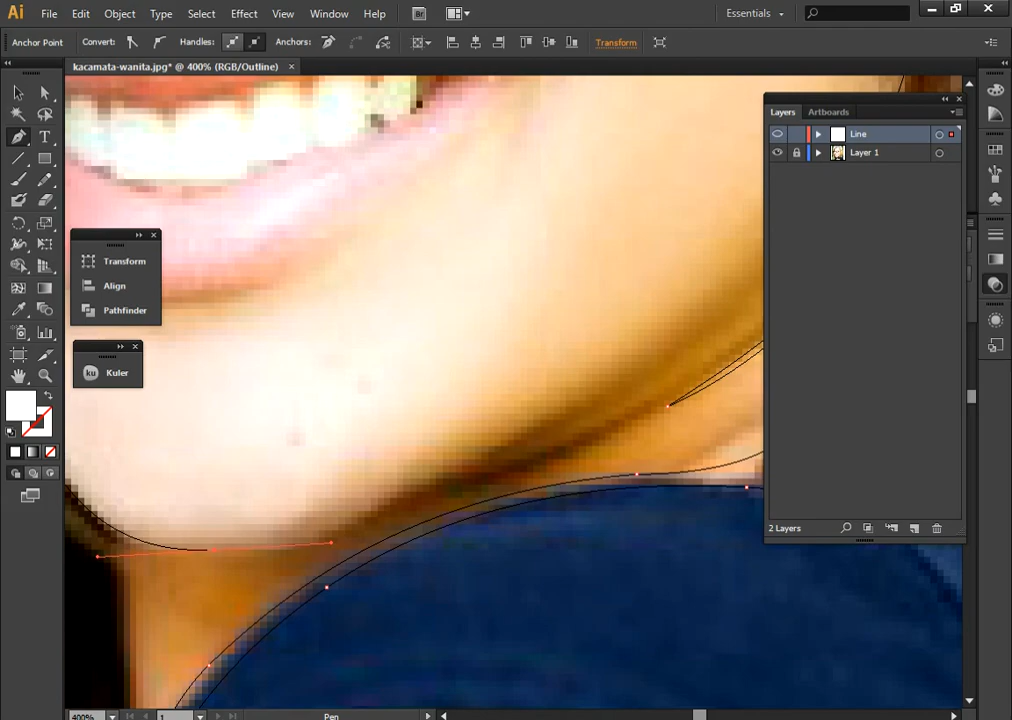 Ai File Edit Object Type Select Effect View Window Help Br Essentials
Anchor Point Convert: Handles: Anchors: Transform
kacamata-wanita.jpg* @ 400% (RGB/Outline) ×
Layers Artboards
Line
Layer 1
Transform
Align
Pathfinder
ku Kuler
2 Layers
400% 1 Pen